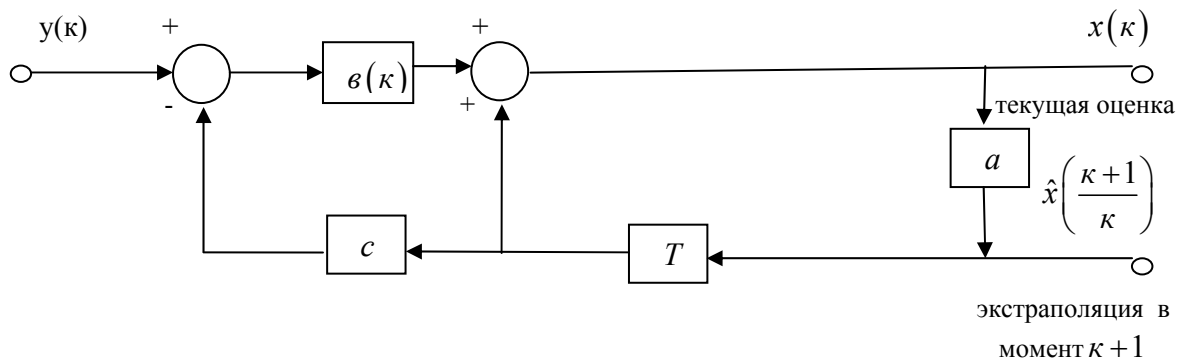 y(к)
+
x(к)
в(к)
+
-
+
текущая оценка
a
x̂(к+1/к)
c
T
экстраполяция в
момент к+1